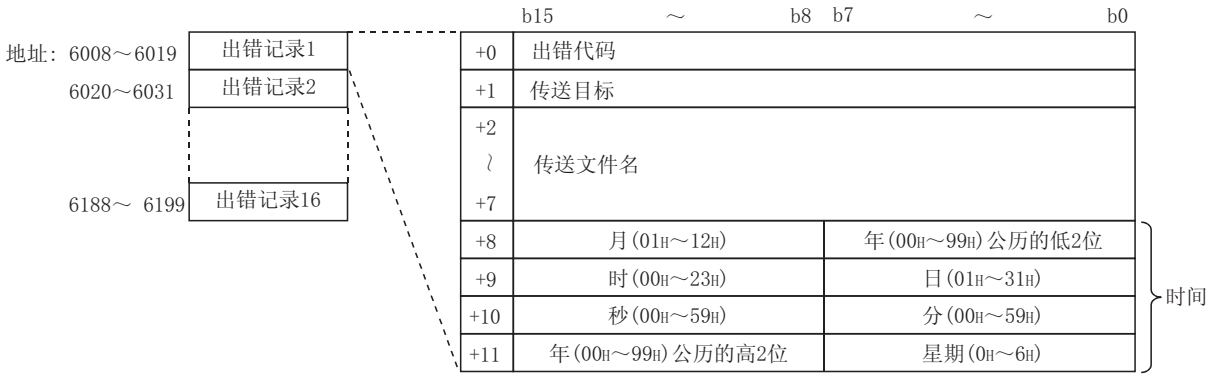 b15 ～ b8 b7 ～ b0
地址: 6008～6019 出错记录1
6020～6031 出错记录2
6188～ 6199 出错记录16
+0 出错代码
+1 传送目标
+2
～ 传送文件名
+7
+8 月(01H～12H) 年(00H～99H)公历的低2位
+9 时(00H～23H) 日(01H～31H)
+10 秒(00H～59H) 分(00H～59H)
+11 年(00H～99H)公历的高2位 星期(0H～6H)
时间